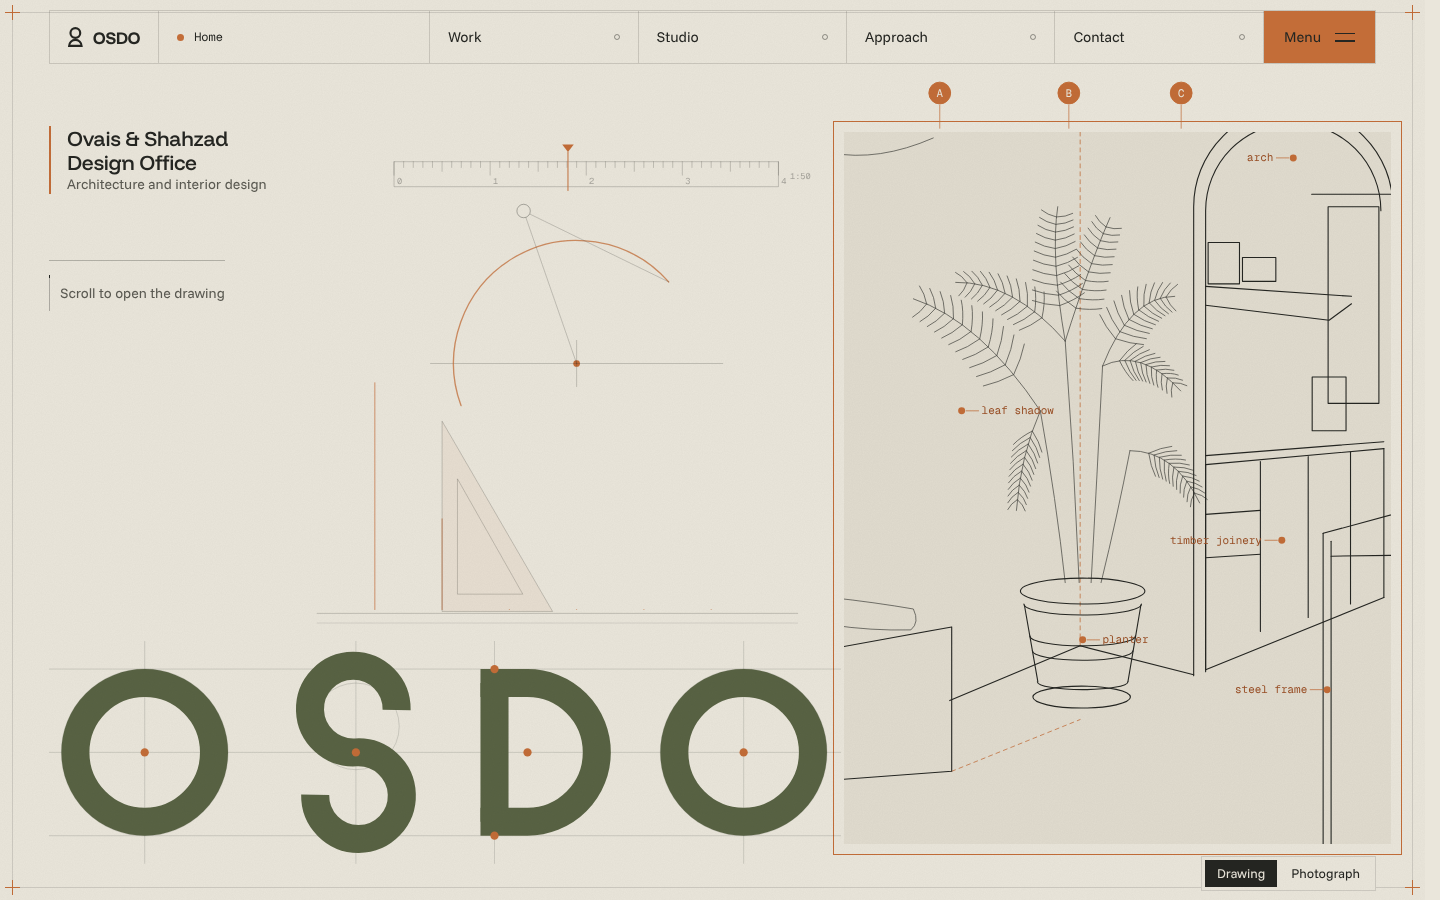 OSDO
Home
Work
Studio
Approach
Contact
Menu
A
B
C
Ovais & Shahzad
Design Office
Architecture and interior design
0 1 2 3 4 1:50
Scroll to open the drawing
arch
leaf shadow
timber joinery
planter
steel frame
OSDO
Drawing
Photograph